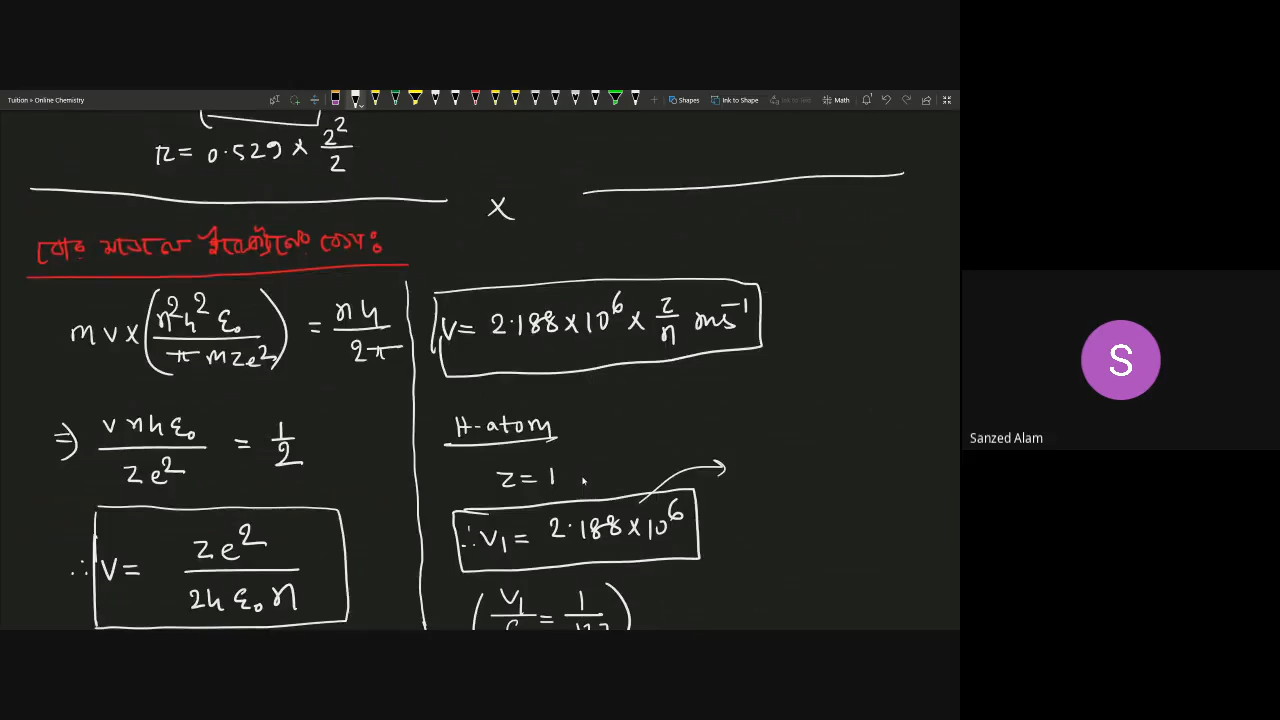 Tuition » Online Chemistry
Shapes
Ink to Shape
Math
r = 0.529 × 2²/2
x
বোর মডেলে ইলেকট্রনের বেগ:
mv × (n²h²ε₀/πmze²) = nh/2π
⇒ vnhε₀/ze² = 1/2
∴ V = ze²/2hε₀n
V = 2.188 × 10⁶ × z/n ms⁻¹
H-atom
z = 1
∴ V₁ = 2.188 × 10⁶
S
Sanzed Alam